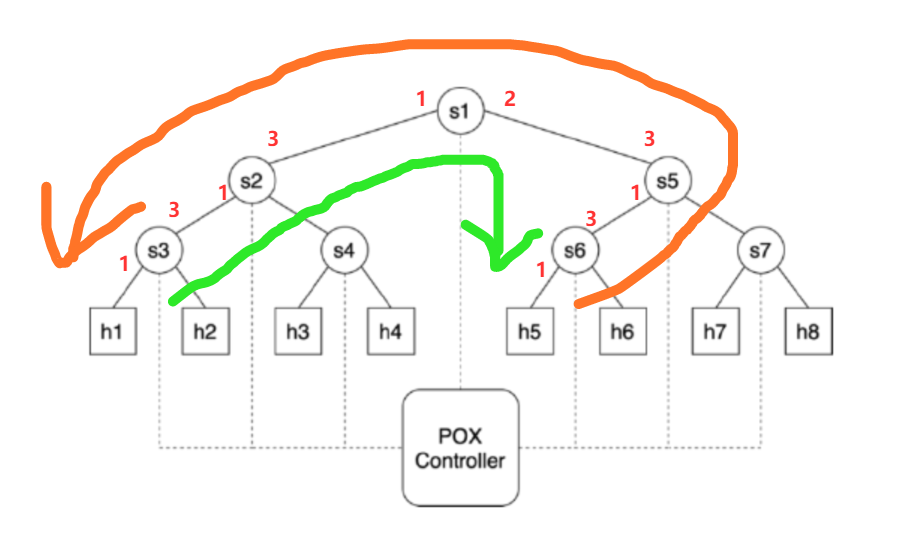 1 s1 2
3 3
s2 1 1 s5
3 3
s3 s4 s6 s7
1 1
h1 h2 h3 h4 h5 h6 h7 h8
POX
Controller